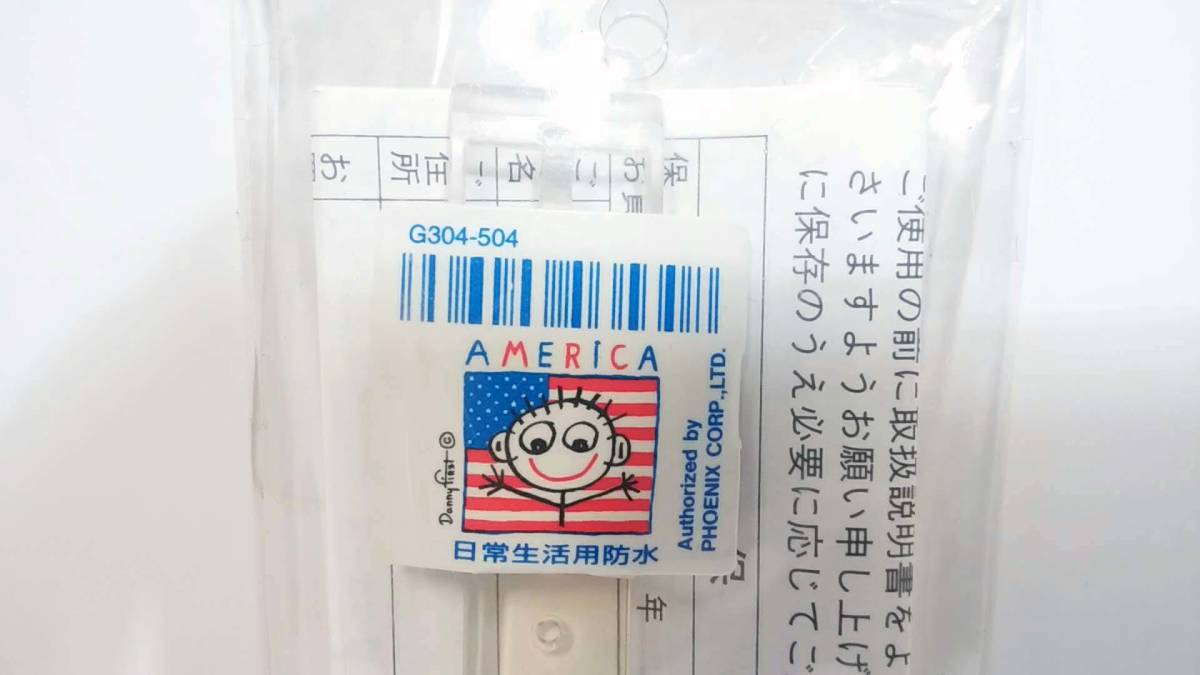 G304-504
AMERICA
Danny First ©
Authorized by
PHOENIX CORP.,LTD.
日常生活用防水
ご使用の前に取扱説明書をよ
さいますようお願い申し上げ
に保存のうえ必要に応じてご
保
お
ご
名
ご
住所
お
年